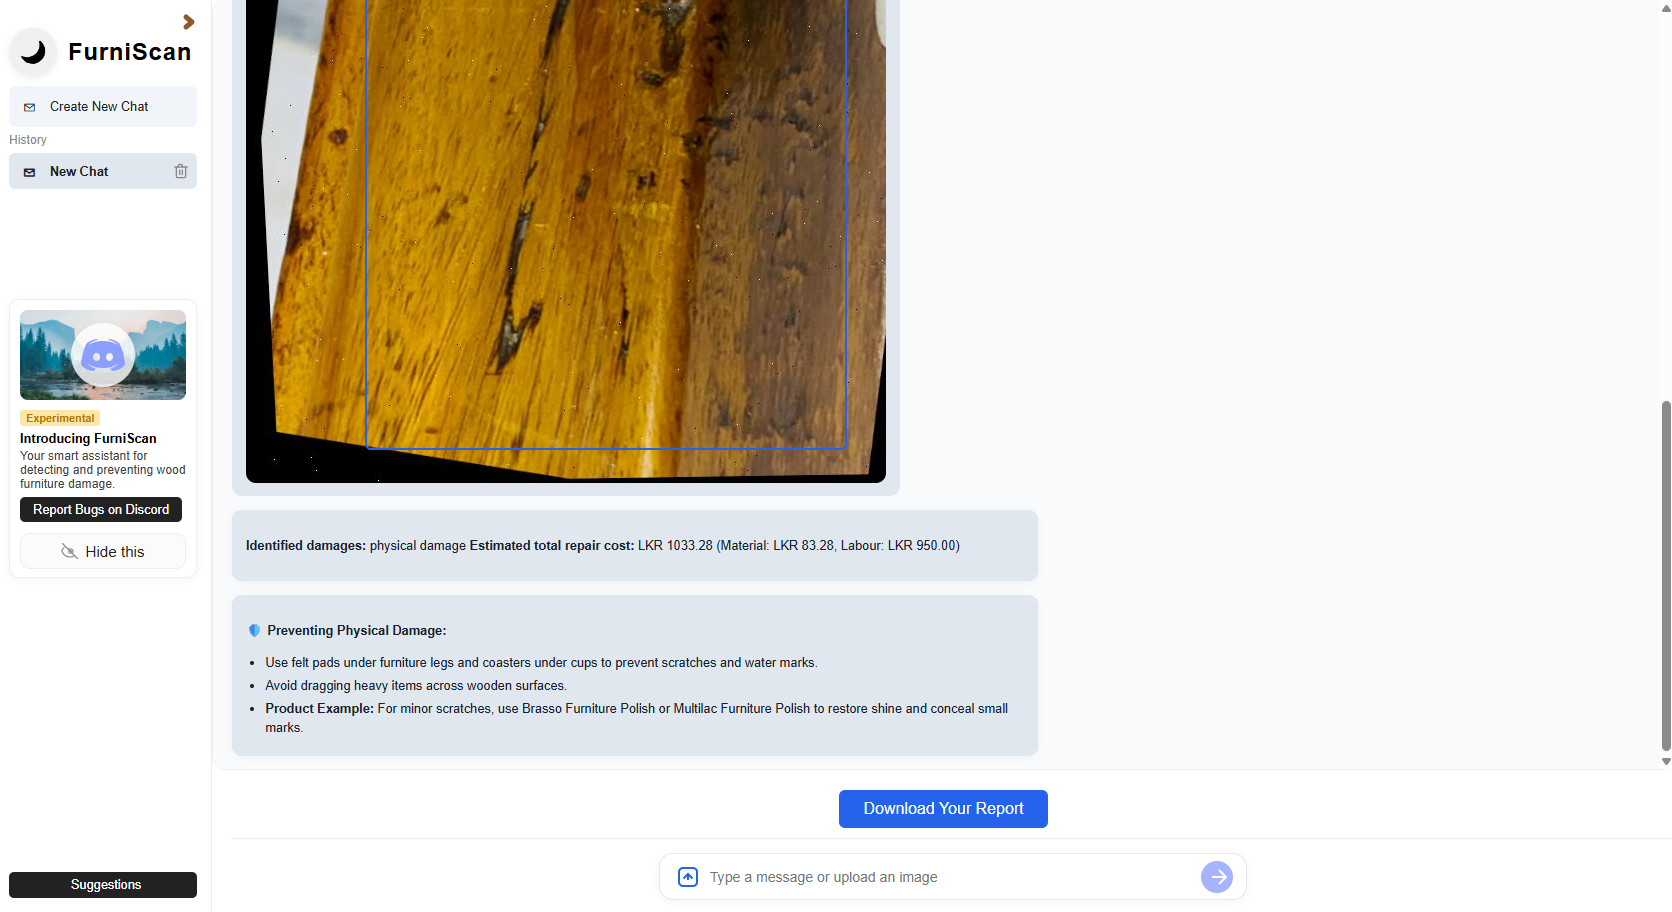 FurniScan
Create New Chat
History
New Chat
Experimental
Introducing FurniScan
Your smart assistant for
detecting and preventing wood
furniture damage.
Report Bugs on Discord
Hide this
Suggestions
Identified damages: physical damage Estimated total repair cost: LKR 1033.28 (Material: LKR 83.28, Labour: LKR 950.00)
Preventing Physical Damage:
• Use felt pads under furniture legs and coasters under cups to prevent scratches and water marks.
• Avoid dragging heavy items across wooden surfaces.
• Product Example: For minor scratches, use Brasso Furniture Polish or Multilac Furniture Polish to restore shine and conceal small
marks.
Download Your Report
Type a message or upload an image